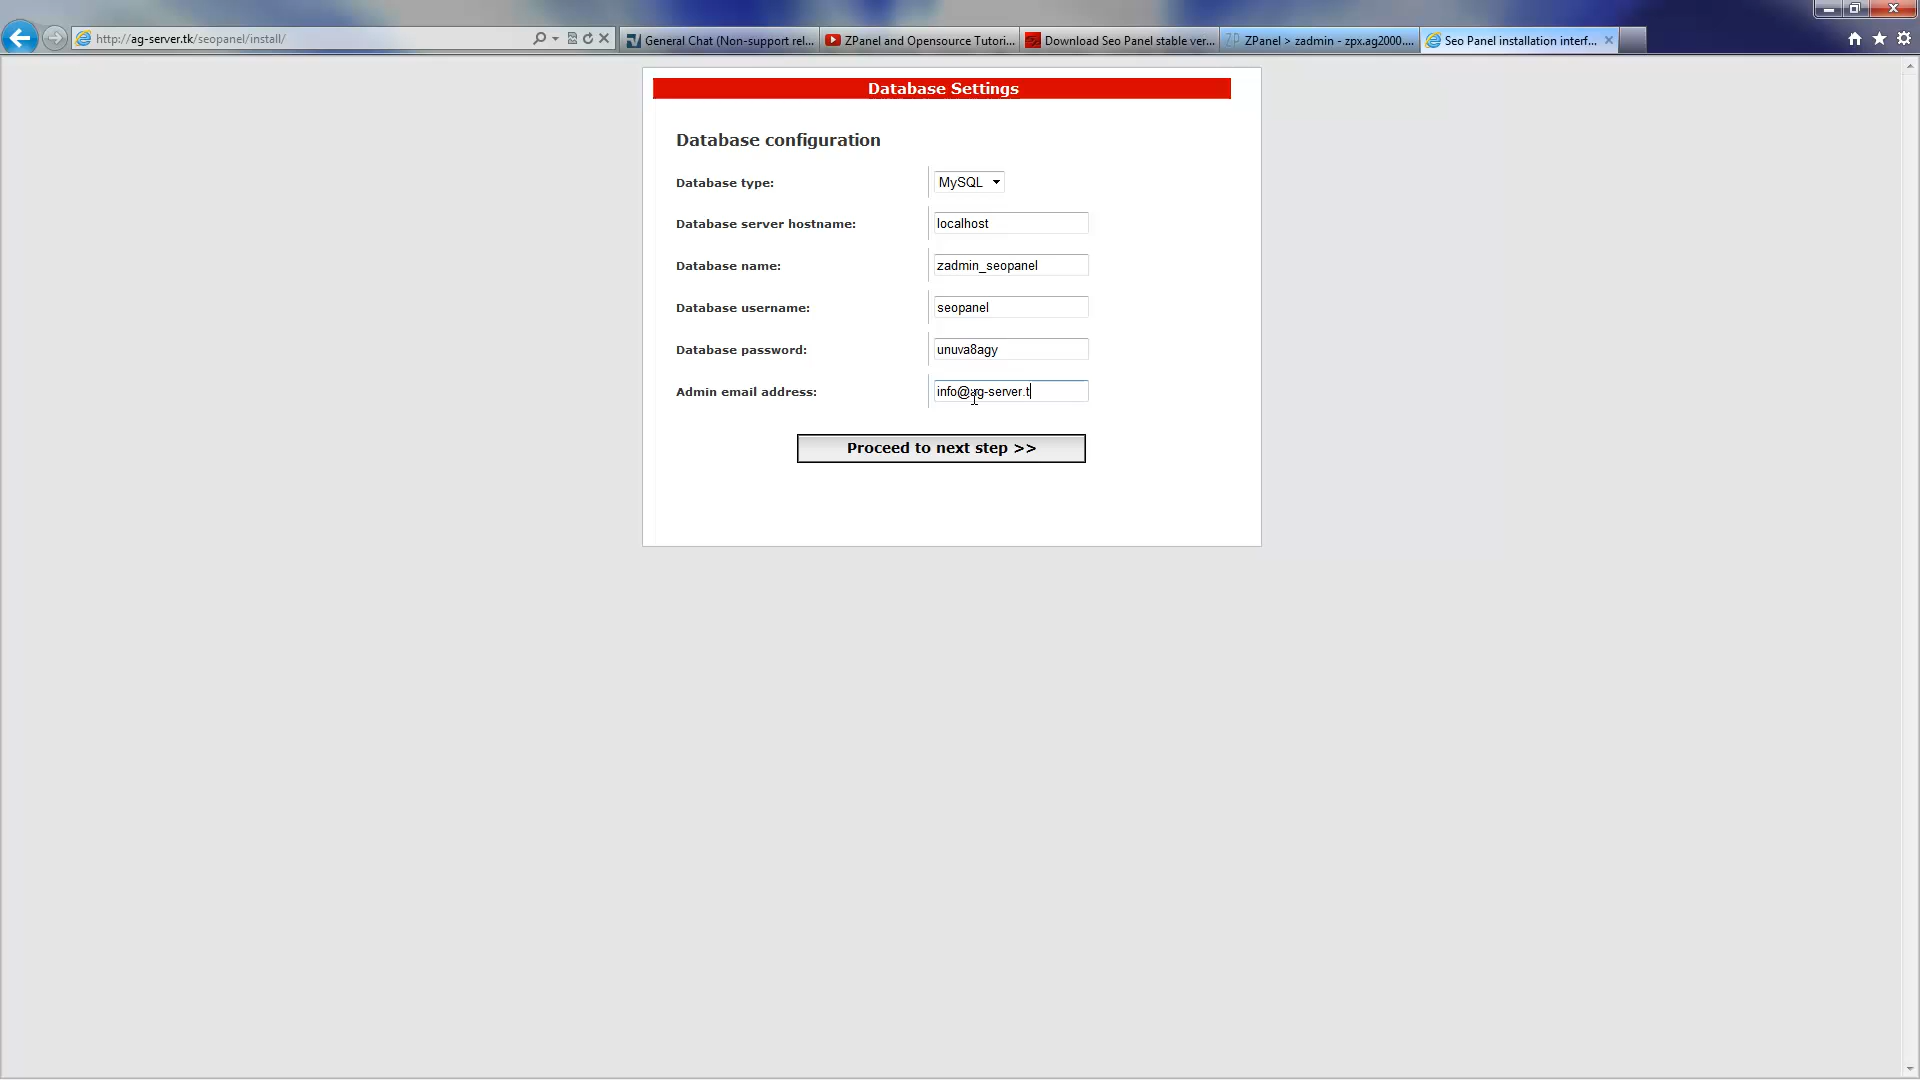 http://ag-server.tk/seopanel/install/
General Chat (Non-support rel...
ZPanel and Opensource Tutori...
Download Seo Panel stable ver...
ZPanel > zadmin - zpx.ag2000....
Seo Panel installation interf...
Database Settings
Database configuration
Database type: MySQL
Database server hostname: localhost
Database name: zadmin_seopanel
Database username: seopanel
Database password: unuva8agy
Admin email address: info@ag-server.t
Proceed to next step >>